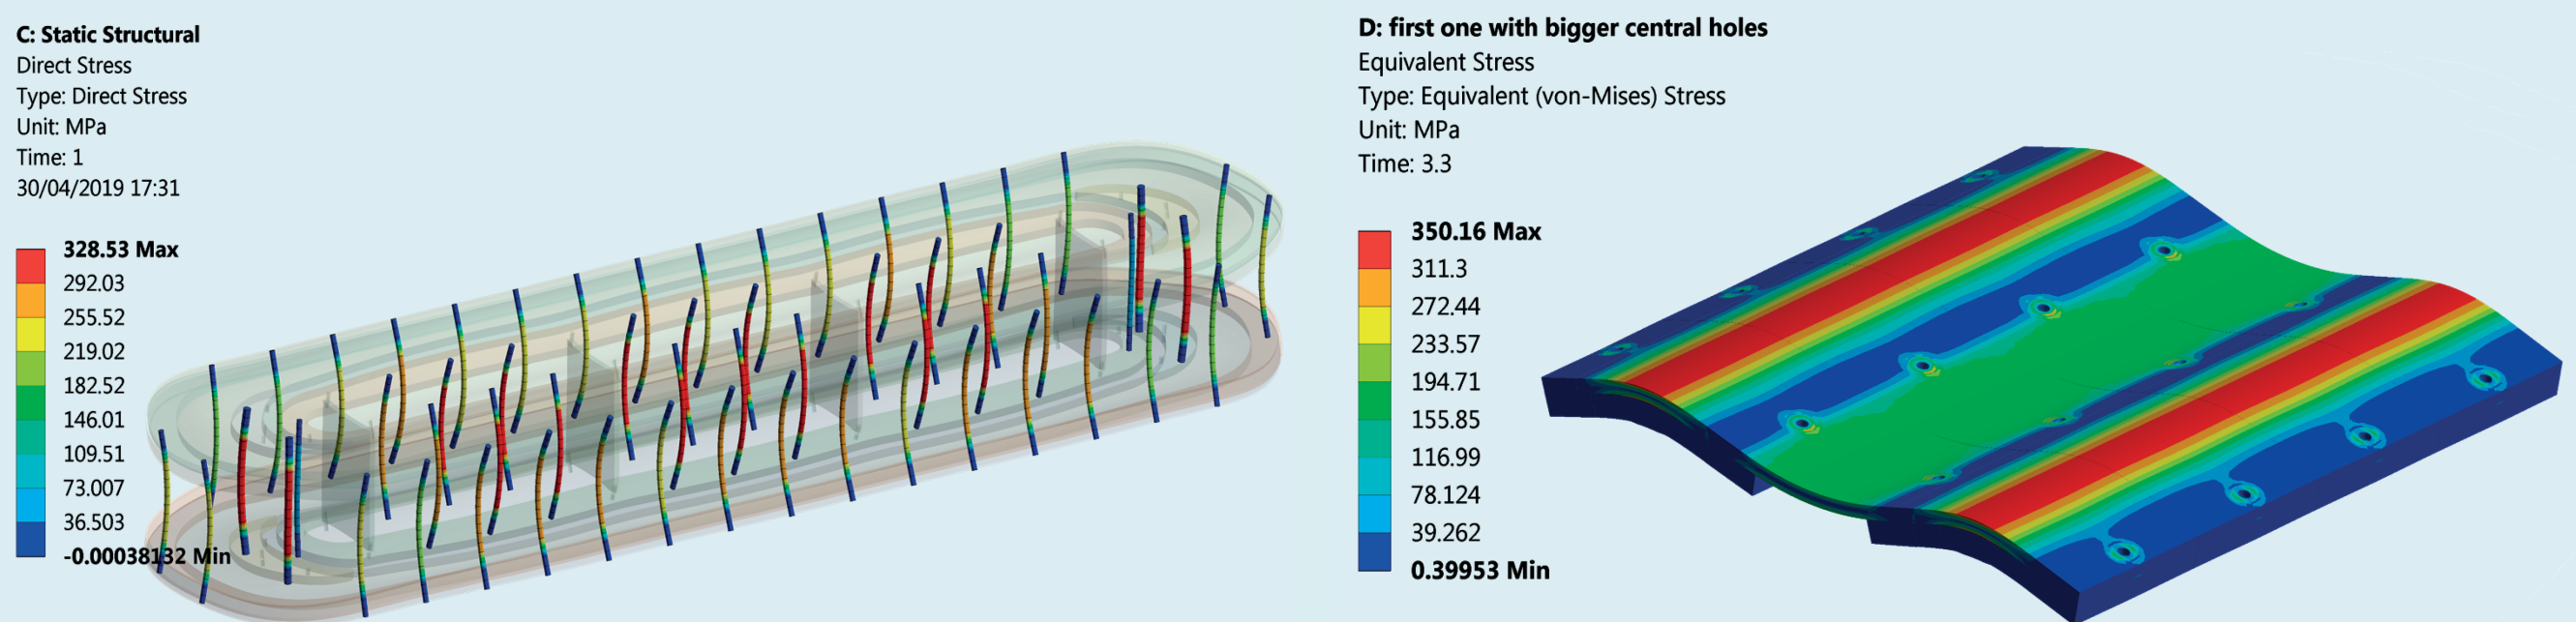 C: Static Structural
Direct Stress
Type: Direct Stress
Unit: MPa
Time: 1
30/04/2019 17:31
328.53 Max
292.03
255.52
219.02
182.52
146.01
109.51
73.007
36.503
-0.00038132 Min
D: first one with bigger central holes
Equivalent Stress
Type: Equivalent (von-Mises) Stress
Unit: MPa
Time: 3.3
350.16 Max
311.3
272.44
233.57
194.71
155.85
116.99
78.124
39.262
0.39953 Min